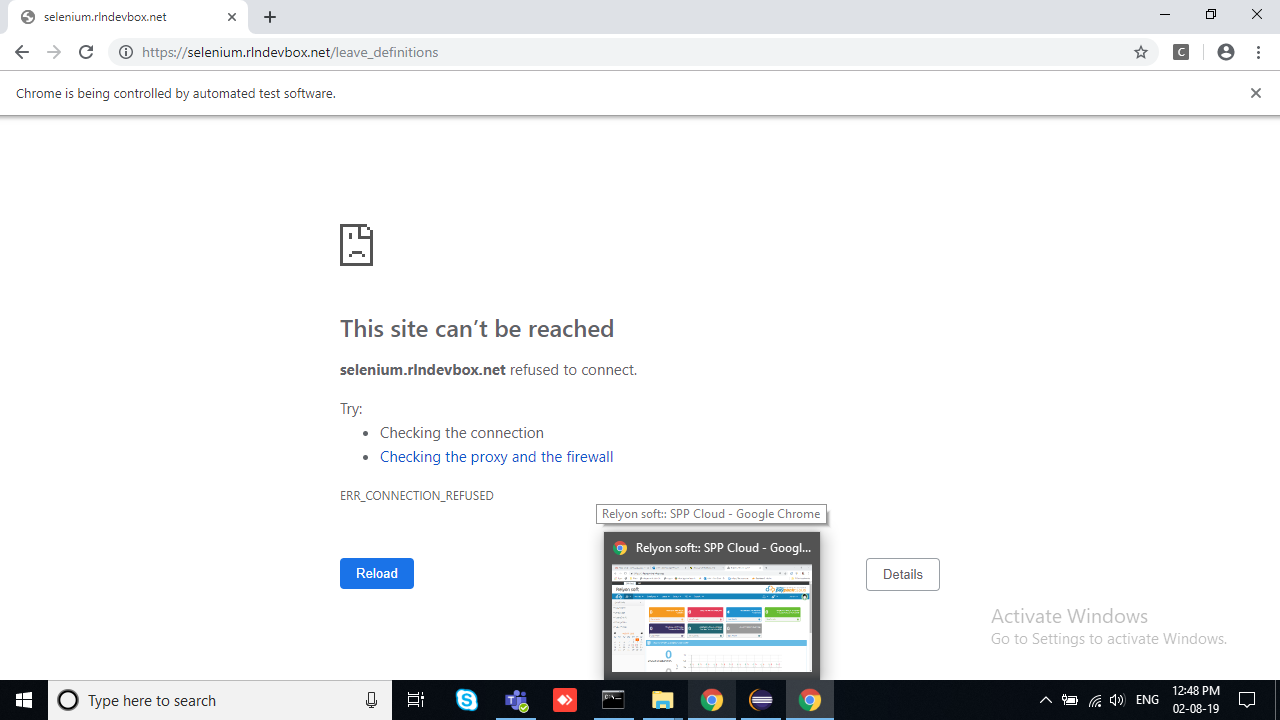 selenium.rlndevbox.net
https://selenium.rlndevbox.net/leave_definitions
C
Chrome is being controlled by automated test software.
This site can’t be reached
selenium.rlndevbox.net refused to connect.
Try:
• Checking the connection
• Checking the proxy and the firewall
ERR_CONNECTION_REFUSED
Relyon soft:: SPP Cloud - Google Chrome
Relyon soft:: SPP Cloud - Googl...
Relyon soft
Reload
Details
Activate Windows
Go to Settings to activate Windows.
Type here to search
ENG
12:48 PM
02-08-19